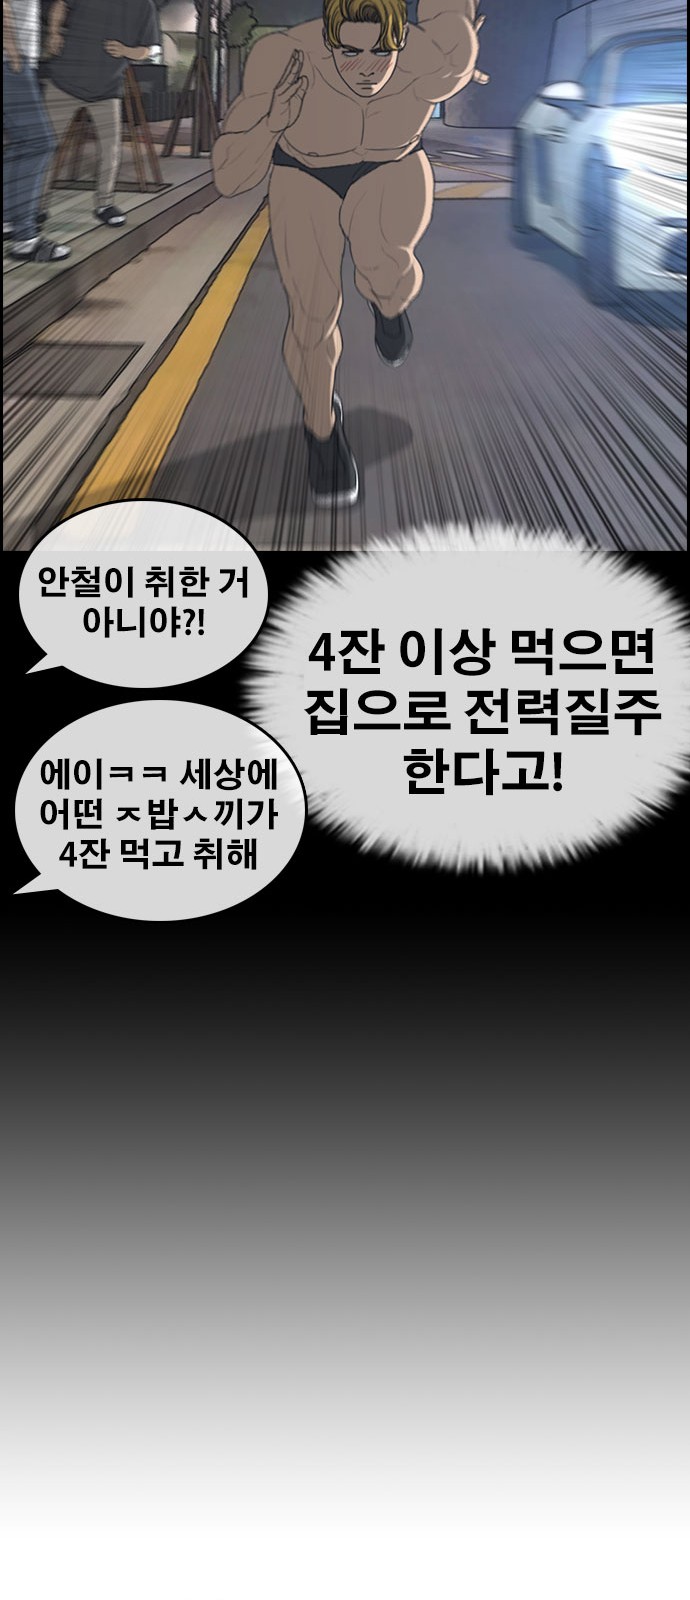 안철이 취한 거
아니야?!
4잔 이상 먹으면
집으로 전력질주
한다고!
에이ㅋㅋ 세상에
어떤 ㅈ밥ㅅ끼가
4잔 먹고 취해